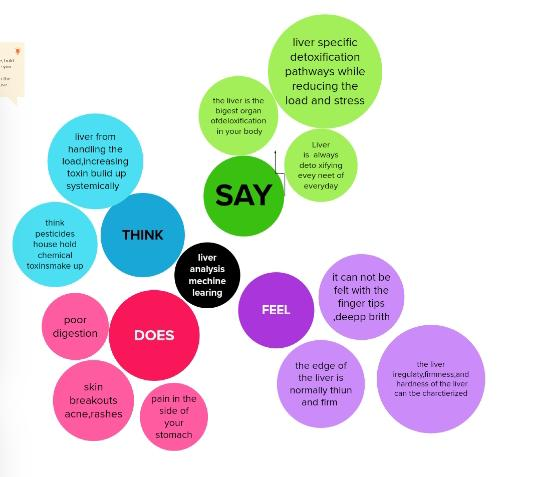 liver specific
detoxification
pathways while
reducing the
load and stress
the liver is the
bigest organ
ofdeloxification
in your body
Liver
is always
deto xifying
evey neet of
everyday
SAY
liver from
handling the
load,increasing
toxin bulid up
systemically
THINK
think
pesticides
house hold
chemical
toxinsmake up
liver
analysis
mechine
learing
DOES
poor
digestion
skin
breakouts
acne,rashes
pain in the
side of
your
stomach
FEEL
it can not be
felt with the
finger tips
,deepp brith
the edge of
the liver is
normally thiun
and firm
the liver
iregulaty,firmness,and
hardness of the liver
can tbe charctierized